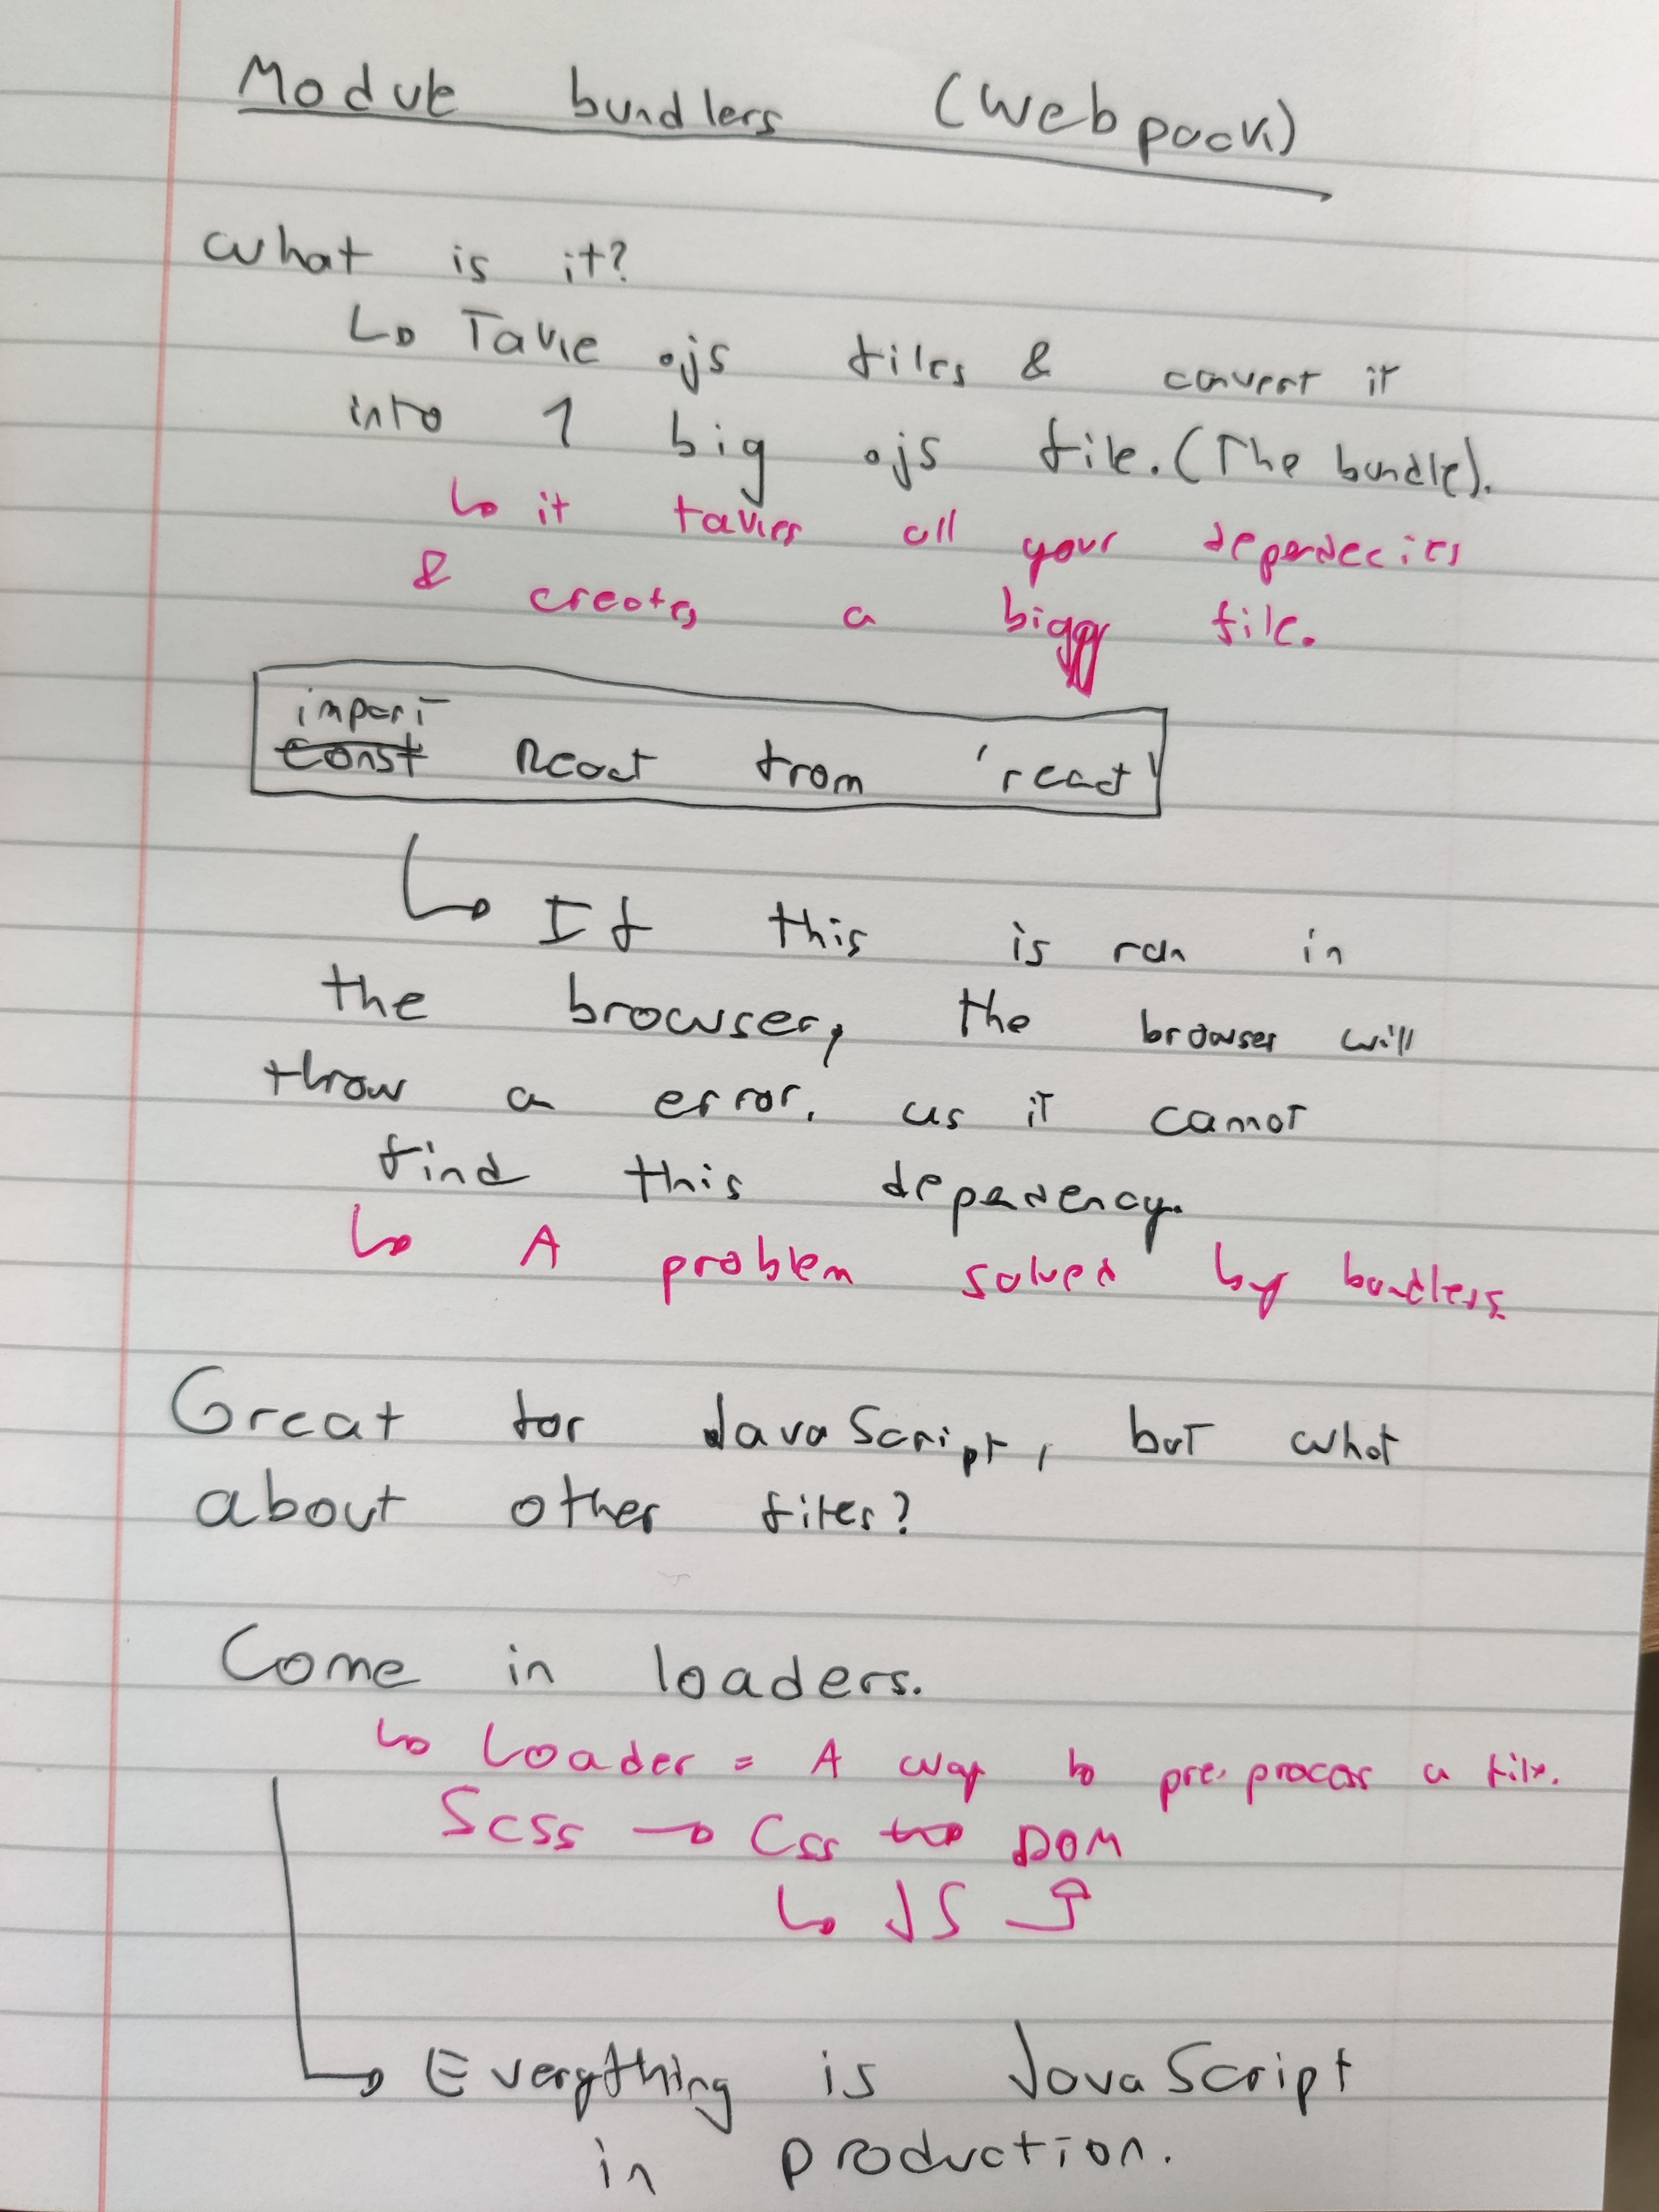 Module bundlers (Webpack)
What is it?
↳ Take .js files & convert it
into 1 big .js file. (The bundle).
↳ it takes all your dependecies
& creates a bigg file.
import
~~const~~ React from 'react'
↳ If this is ran in
the browser, the browser will
throw a error. as it cannot
find this dependency.
↳ A problem solved by bundlers
Great for JavaScript, but what
about other files?
Come in loaders.
↳ Loader = A way to pre-process a file.
Scss → Css → DOM
↳ JS ↑
↳ Everything is JavaScript
in production.